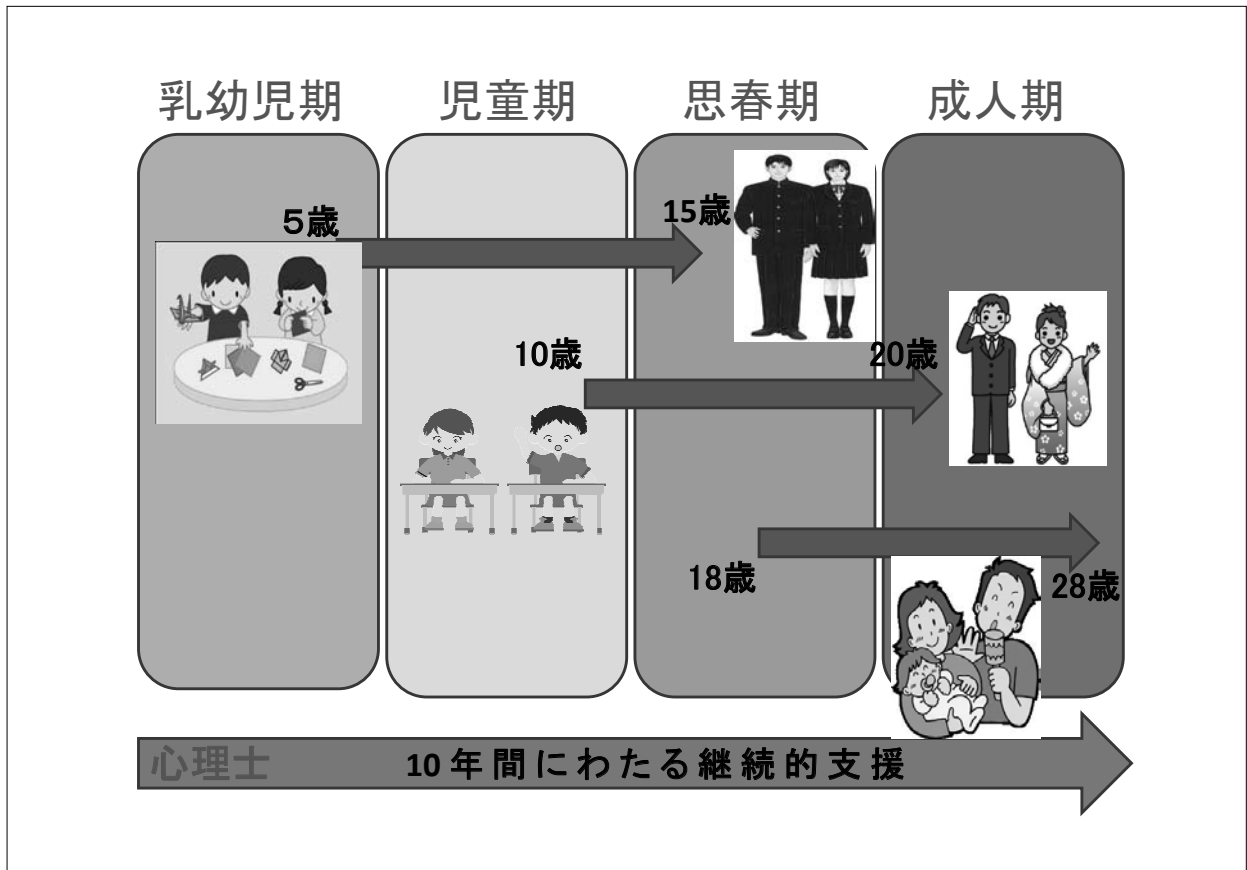 乳幼児期
児童期
思春期
成人期
5歳
15歳
10歳
20歳
18歳
28歳
心理士
10年間にわたる継続的支援